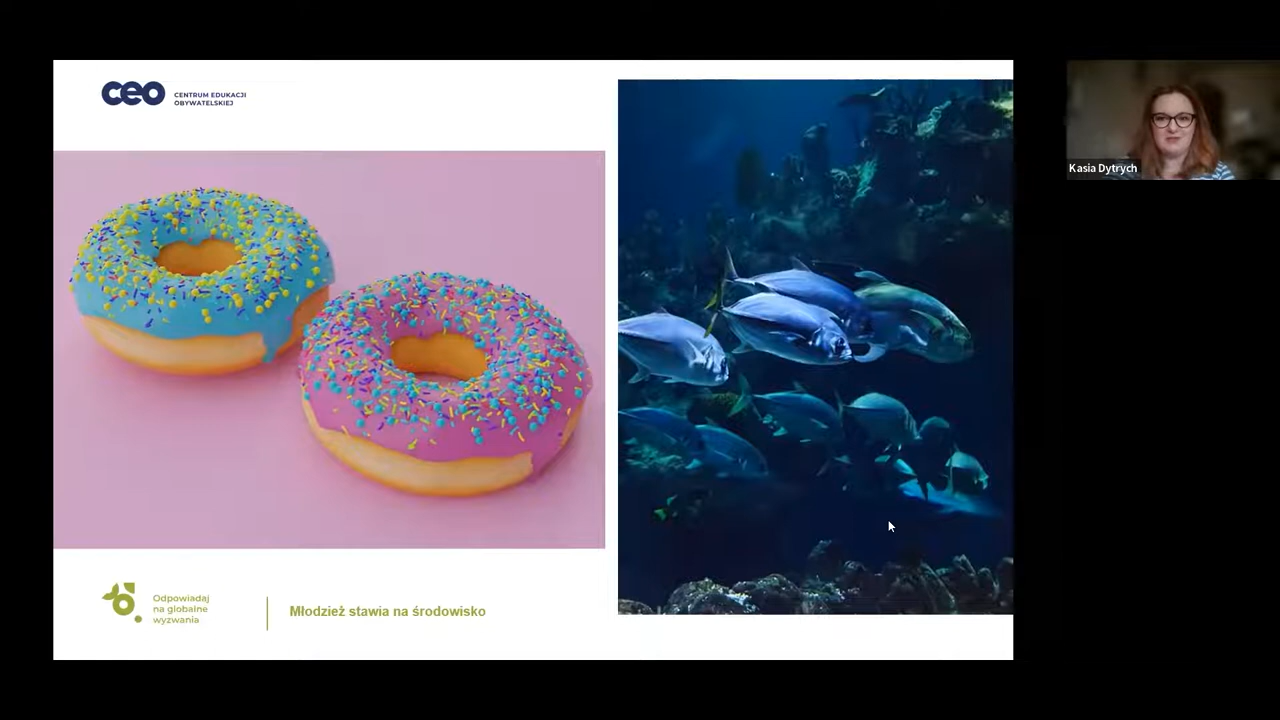 ceo
CENTRUM EDUKACJI
OBYWATELSKIEJ
Kasia Dytrych
Odpowiadaj
na globalne
wyzwania
Młodzież stawia na środowisko